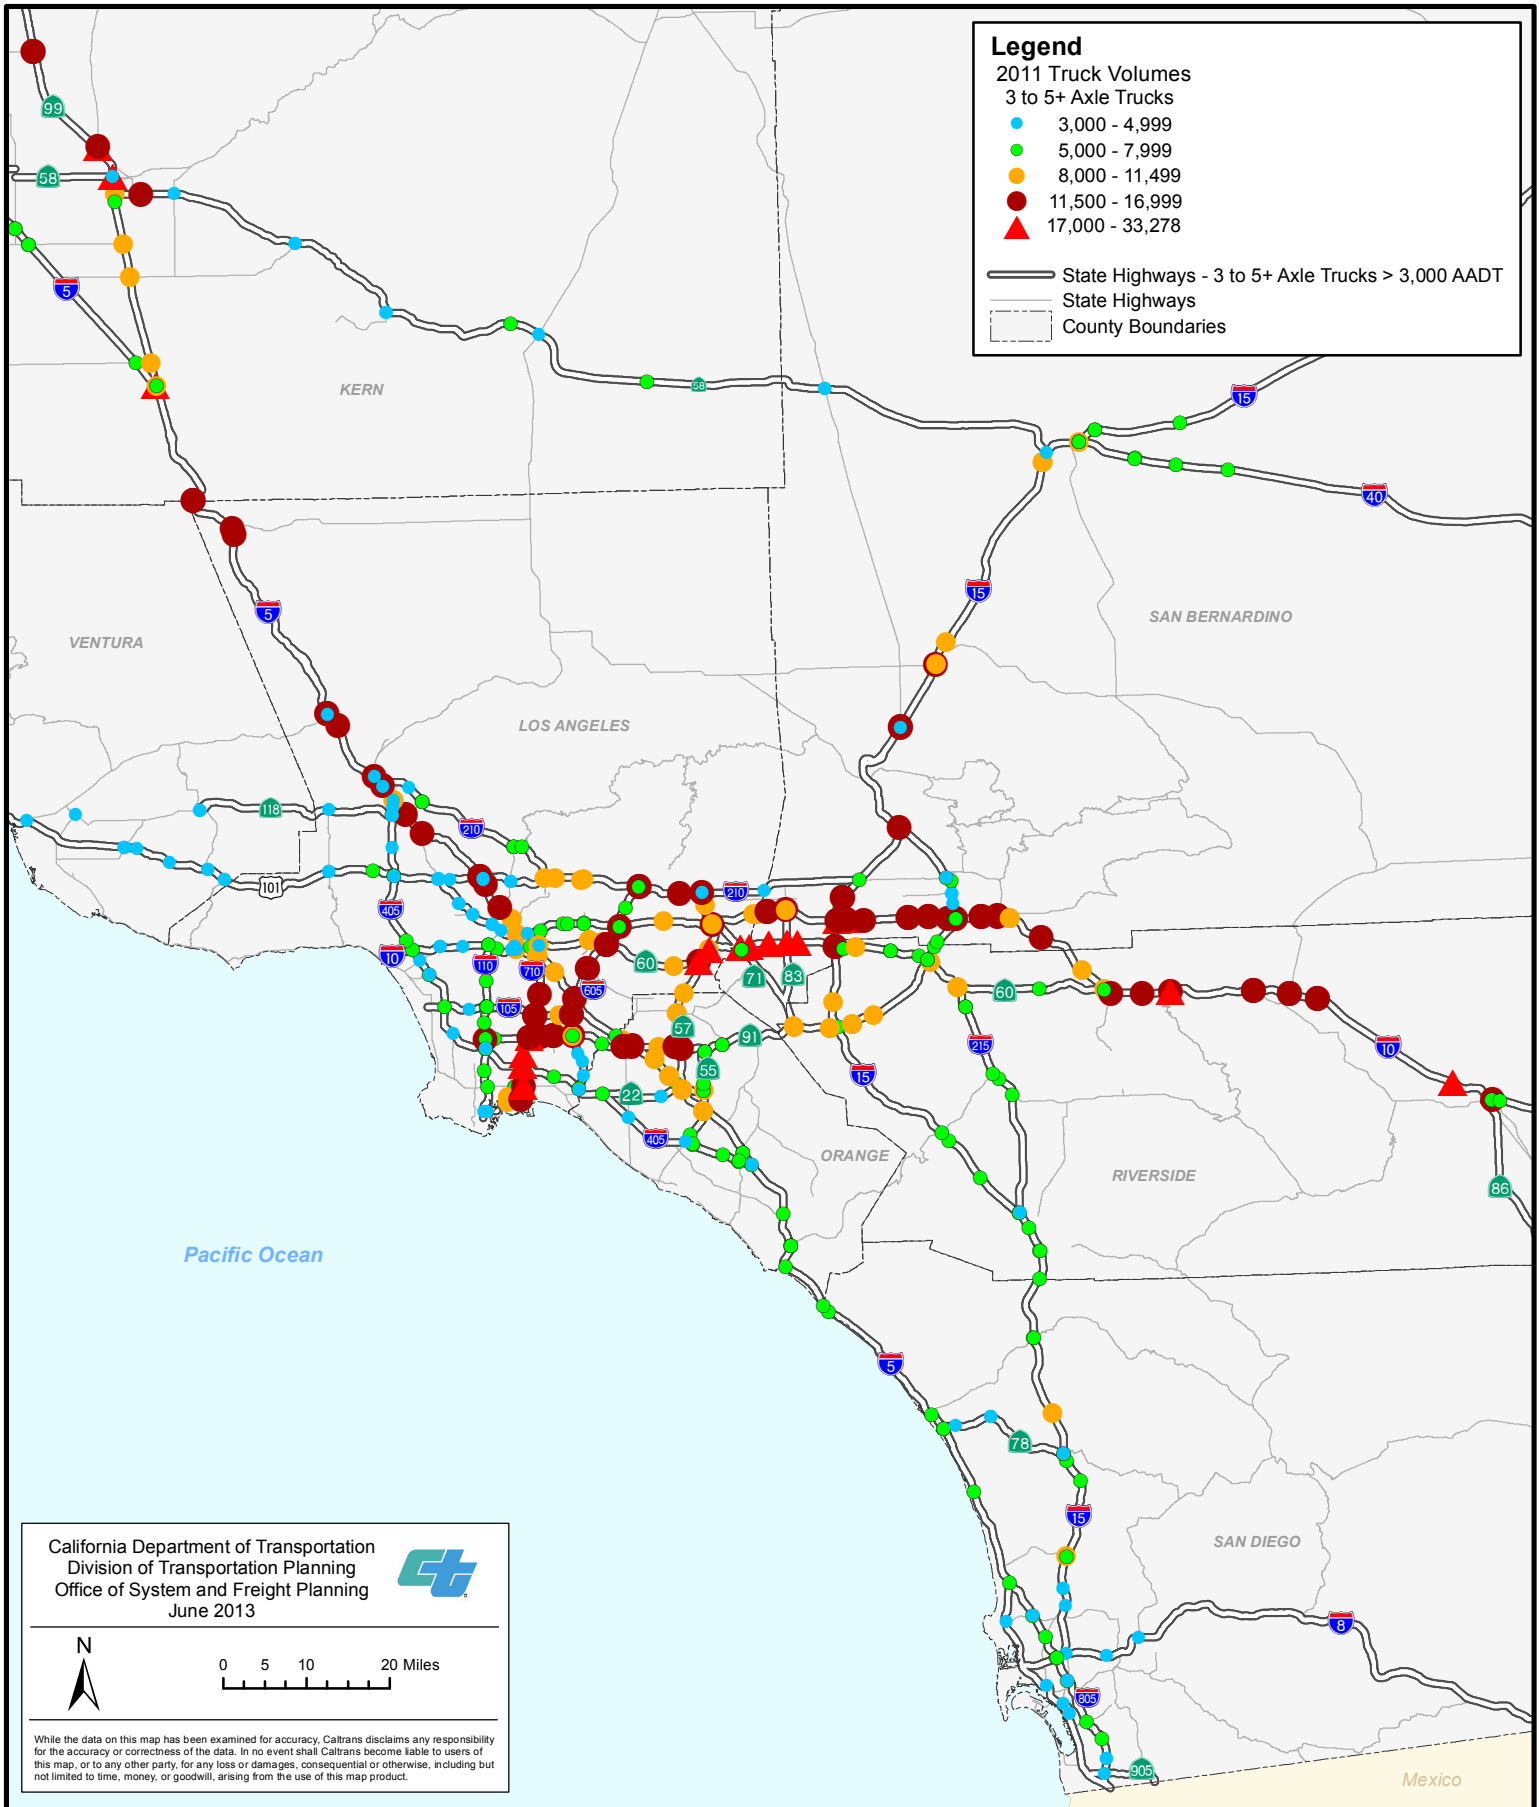 Legend
2011 Truck Volumes
3 to 5+ Axle Trucks
3,000 - 4,999
5,000 - 7,999
8,000 - 11,499
11,500 - 16,999
17,000 - 33,278
State Highways - 3 to 5+ Axle Trucks > 3,000 AADT
State Highways
County Boundaries
99
58
5
KERN
58
15
40
5
15
SAN BERNARDINO
VENTURA
LOS ANGELES
118
210
101
210
405
10
110
710
60
605
71
83
105
60
57
91
55
215
15
10
22
405
ORANGE
RIVERSIDE
86
Pacific Ocean
5
78
15
SAN DIEGO
8
805
905
Mexico
California Department of Transportation
Division of Transportation Planning
Office of System and Freight Planning
June 2013
Ct
N
0 5 10 20 Miles
While the data on this map has been examined for accuracy, Caltrans disclaims any responsibility
for the accuracy or correctness of the data. In no event shall Caltrans become liable to users of
this map, or to any other party, for any loss or damages, consequential or otherwise, including but
not limited to time, money, or goodwill, arising from the use of this map product.